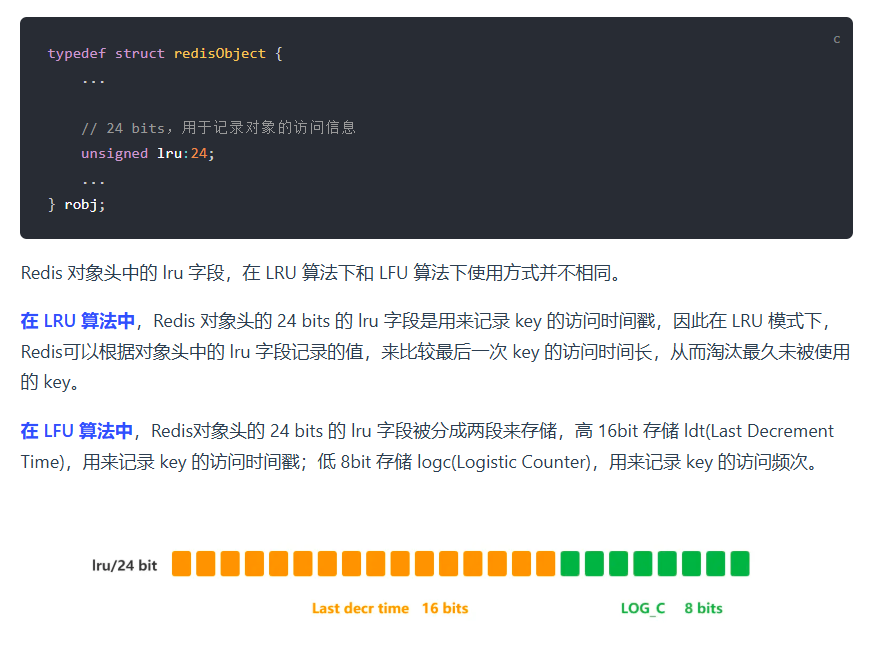 c
typedef struct redisObject {
...
// 24 bits，用于记录对象的访问信息
unsigned lru:24;
...
} robj;
Redis 对象头中的 lru 字段，在 LRU 算法下和 LFU 算法下使用方式并不相同。
在 LRU 算法中，Redis 对象头的 24 bits 的 lru 字段是用来记录 key 的访问时间戳，因此在 LRU 模式下，
Redis可以根据对象头中的 lru 字段记录的值，来比较最后一次 key 的访问时间长，从而淘汰最久未被使用
的 key。
在 LFU 算法中，Redis对象头的 24 bits 的 lru 字段被分成两段来存储，高 16bit 存储 ldt(Last Decrement
Time)，用来记录 key 的访问时间戳；低 8bit 存储 logc(Logistic Counter)，用来记录 key 的访问频次。
lru/24 bit
Last decr time 16 bits LOG_C 8 bits